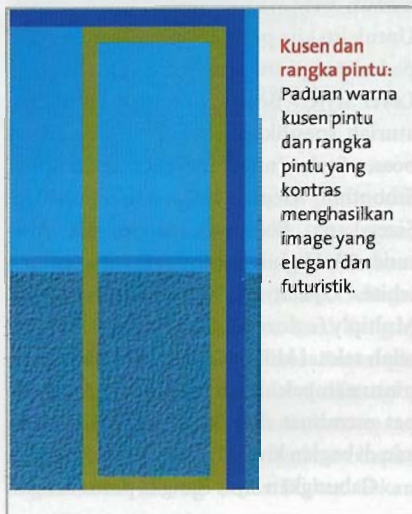 Kusen dan
rangka pintu:
Paduan warna
kusen pintu
dan rangka
pintu yang
kontras
menghasilkan
image yang
elegan dan
futuristik.